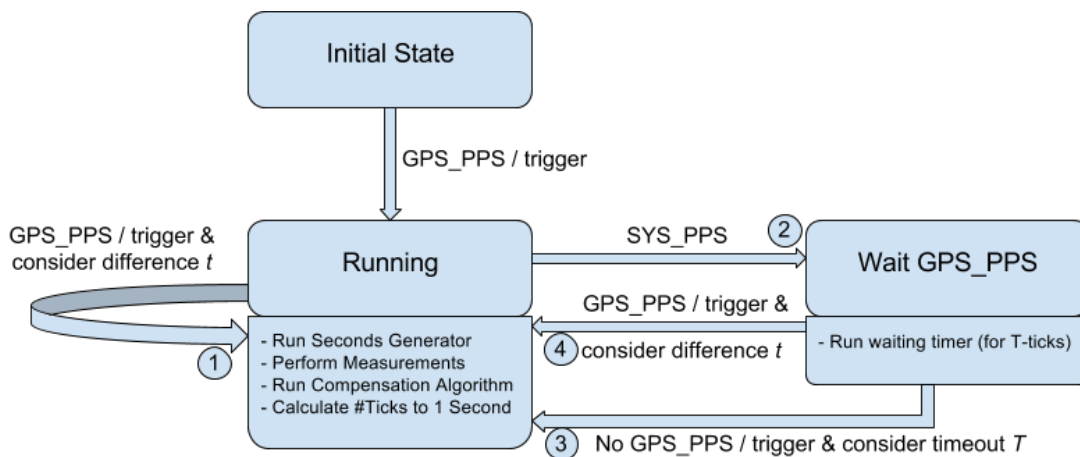 Initial State
GPS_PPS / trigger
GPS_PPS / trigger &
consider difference t
Running
SYS_PPS
2
Wait GPS_PPS
GPS_PPS / trigger &
4 consider difference t
1
- Run Seconds Generator
- Perform Measurements
- Run Compensation Algorithm
- Calculate #Ticks to 1 Second
- Run waiting timer (for T-ticks)
3 No GPS_PPS / trigger & consider timeout T